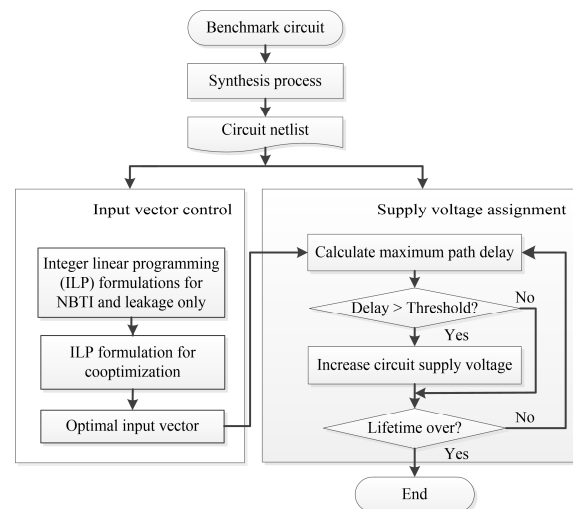 Benchmark circuit
Synthesis process
Circuit netlist
Input vector control
Integer linear programming
(ILP) formulations for
NBTI and leakage only
ILP formulation for
cooptimization
Optimal input vector
Supply voltage assignment
Calculate maximum path delay
Delay > Threshold?
No
Yes
Increase circuit supply voltage
Lifetime over?
No
Yes
End